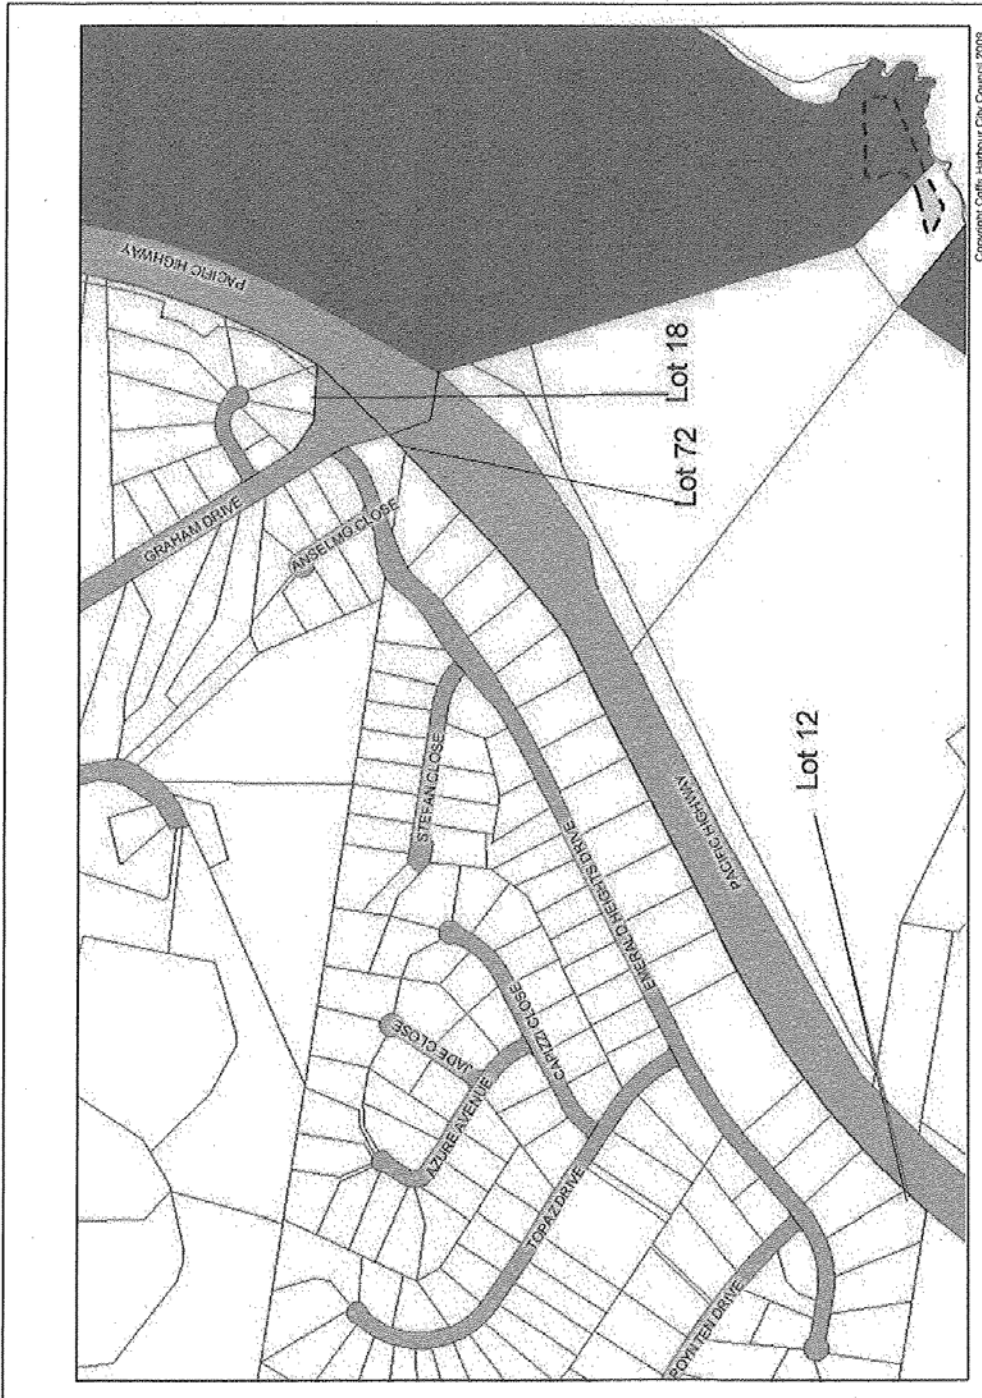 Copyright Coffs Harbour City Council 2009
PACIFIC HIGHWAY
Lot 18
Lot 72
GRAHAM DRIVE
ANSELMO CLOSE
STEFAN CLOSE
EMERALD HEIGHTS DRIVE
PACIFIC HIGHWAY
Lot 12
CAPIZZI CLOSE
JADE CLOSE
AZURE AVENUE
TOPAZ DRIVE
POYNTEN DRIVE